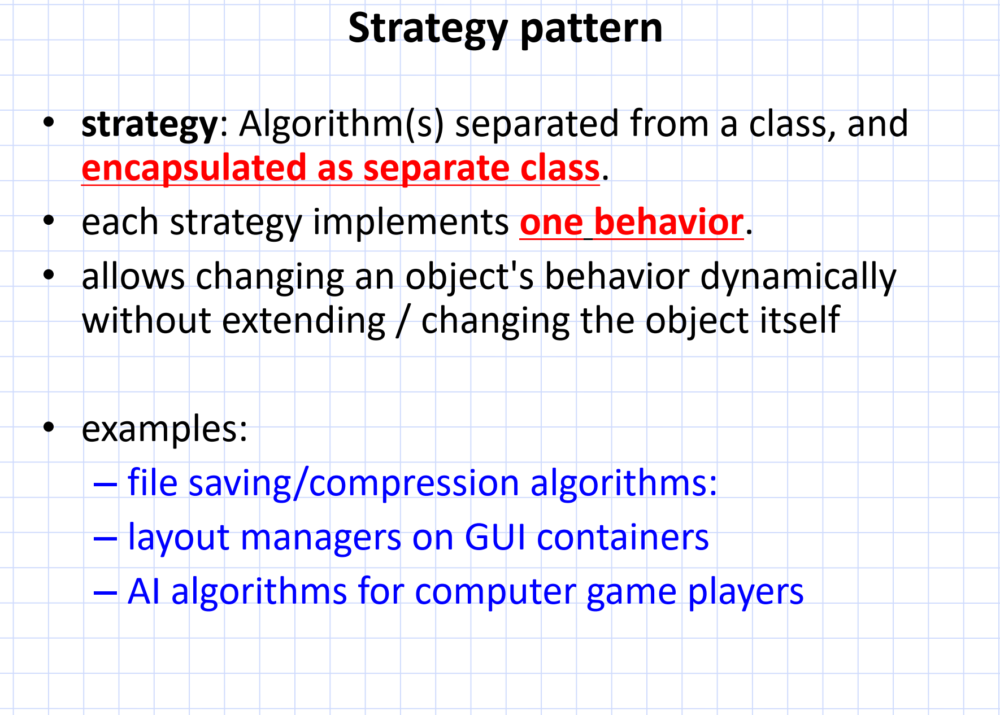 Strategy pattern
• strategy: Algorithm(s) separated from a class, and
encapsulated as separate class.
• each strategy implements one behavior.
• allows changing an object's behavior dynamically
without extending / changing the object itself
• examples:
– file saving/compression algorithms:
– layout managers on GUI containers
– AI algorithms for computer game players